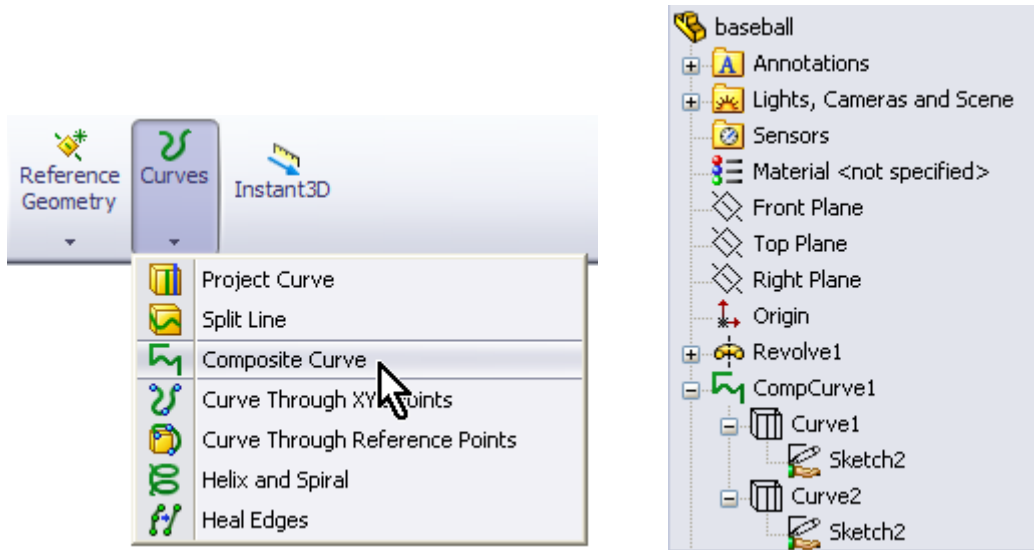 Reference
Geometry
Curves
Instant3D
Project Curve
Split Line
Composite Curve
Curve Through XYZ Points
Curve Through Reference Points
Helix and Spiral
Heal Edges
baseball
A Annotations
Lights, Cameras and Scene
Sensors
Material <not specified>
Front Plane
Top Plane
Right Plane
Origin
Revolve1
CompCurve1
Curve1
Sketch2
Curve2
Sketch2